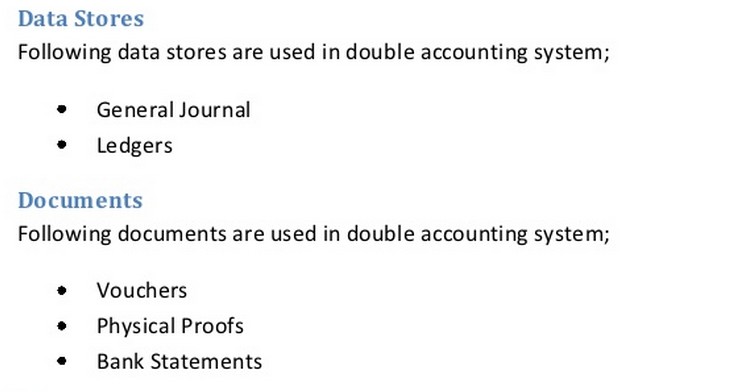 Data Stores
Following data stores are used in double accounting system;
• General Journal
• Ledgers
Documents
Following documents are used in double accounting system;
• Vouchers
• Physical Proofs
• Bank Statements